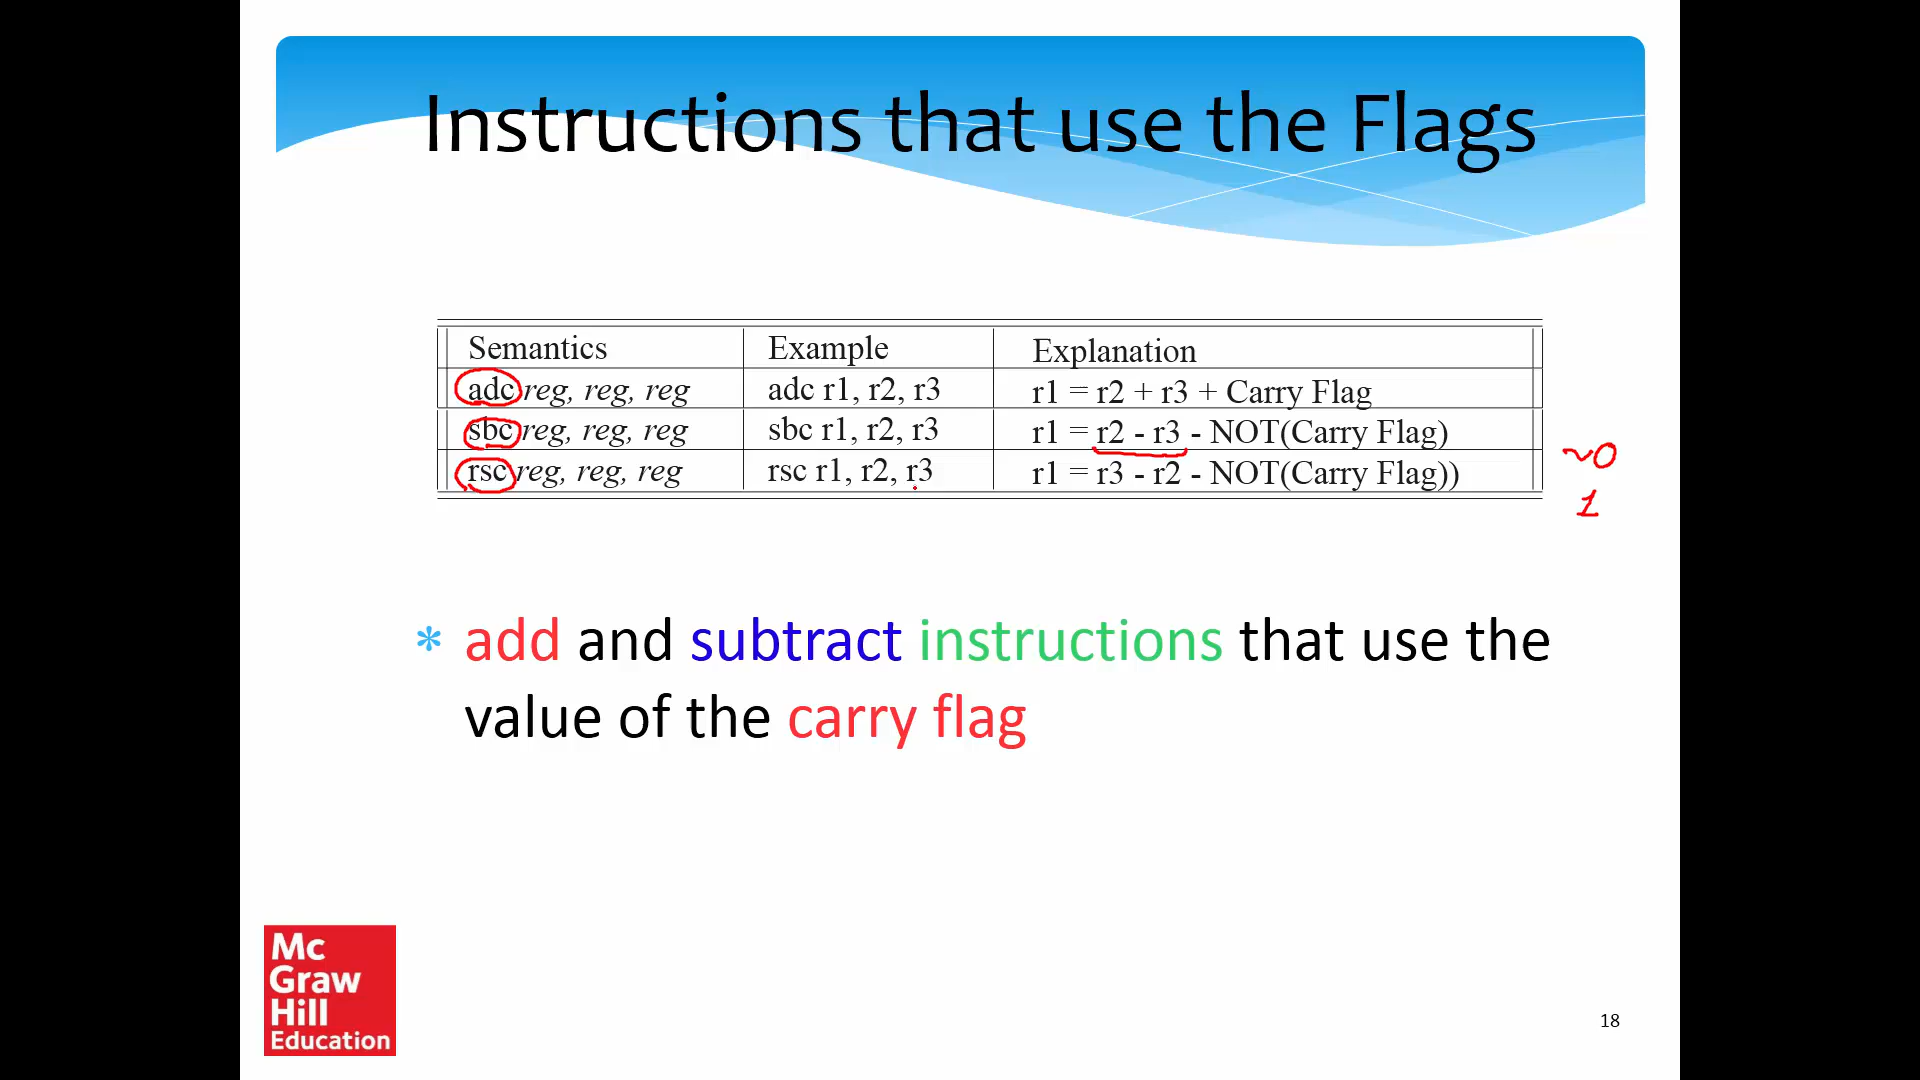 Instructions that use the Flags
Semantics Example Explanation
adc reg, reg, reg adc r1, r2, r3 r1 = r2 + r3 + Carry Flag
sbc reg, reg, reg sbc r1, r2, r3 r1 = r2 - r3 - NOT(Carry Flag)
rsc reg, reg, reg rsc r1, r2, r3 r1 = r3 - r2 - NOT(Carry Flag))
~0
1
* add and subtract instructions that use the
value of the carry flag
Mc
Graw
Hill
Education
18